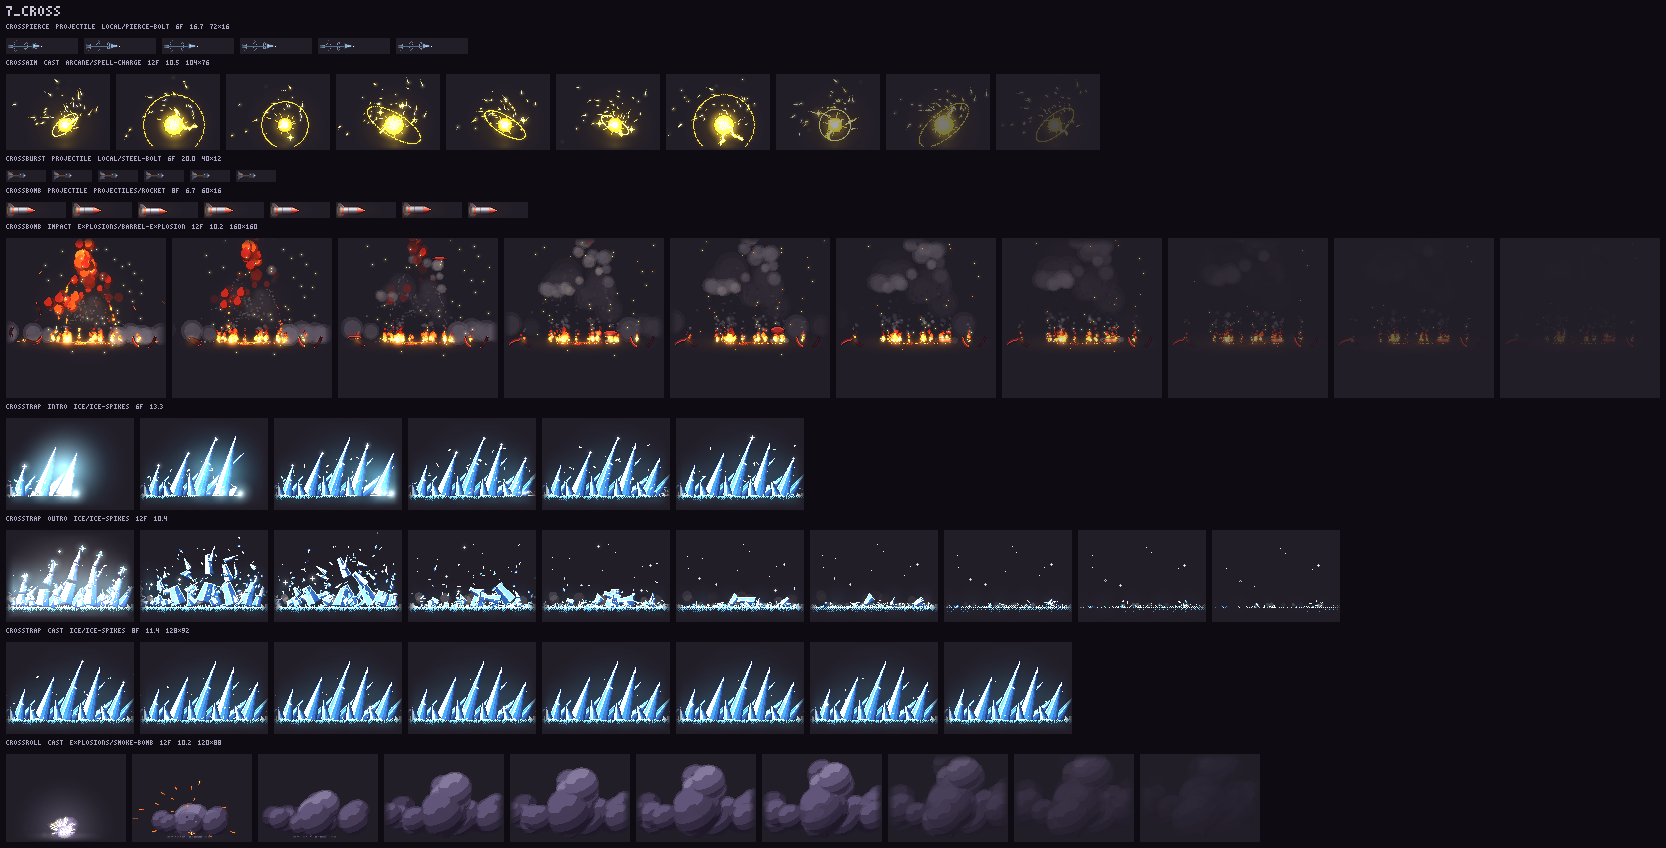 7_CROSS
CROSSPIERCE PROJECTILE LOCAL/PIERCE-BOLT 6F 16.7 72×16
CROSSAIM CAST ARCANE/SPELL-CHARGE 12F 10.5 104×76
CROSSBURST PROJECTILE LOCAL/STEEL-BOLT 6F 20.0 40×12
CROSSBOMB PROJECTILE PROJECTILES/ROCKET 8F 6.7 60×16
CROSSBOMB IMPACT EXPLOSIONS/BARREL-EXPLOSION 12F 10.2 160×160
CROSSTRAP INTRO ICE/ICE-SPIKES 6F 13.3
CROSSTRAP OUTRO ICE/ICE-SPIKES 12F 10.4
CROSSTRAP CAST ICE/ICE-SPIKES 8F 11.4 128×92
CROSSROLL CAST EXPLOSIONS/SMOKE-BOMB 12F 10.2 120×88